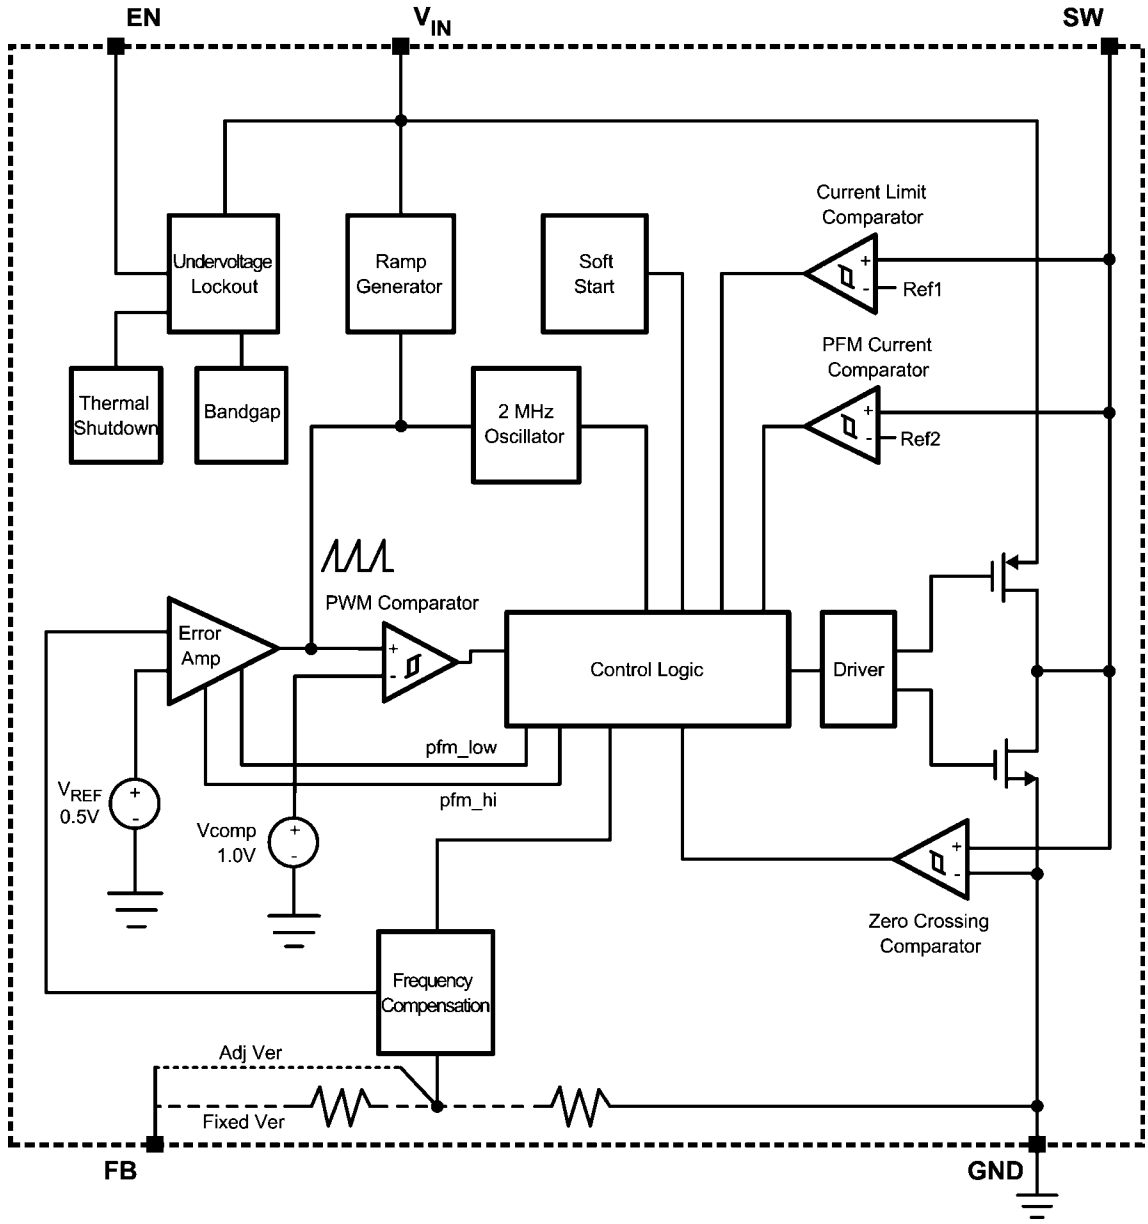 EN
VIN
SW
Current Limit
Comparator
Undervoltage
Lockout
Ramp
Generator
Soft
Start
+
-
Ref1
PFM Current
Comparator
Thermal
Shutdown
Bandgap
2 MHz
Oscillator
+
-
Ref2
PWM Comparator
Error
Amp
+
-
Control Logic
Driver
pfm_low
pfm_hi
VREF
0.5V
+
-
Vcomp
1.0V
+
-
+
-
Zero Crossing
Comparator
Frequency
Compensation
Adj Ver
Fixed Ver
FB
GND